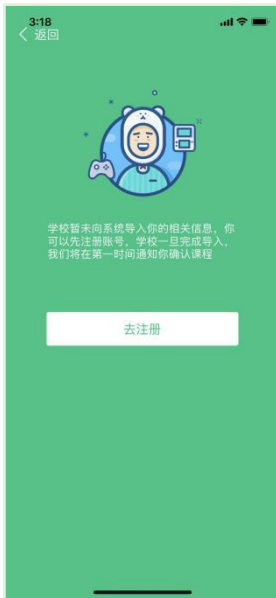 3:18
返回
学校暂未向系统导入你的相关信息，你
可以先注册账号，学校一旦完成导入，
我们将在第一时间通知你确认课程
去注册